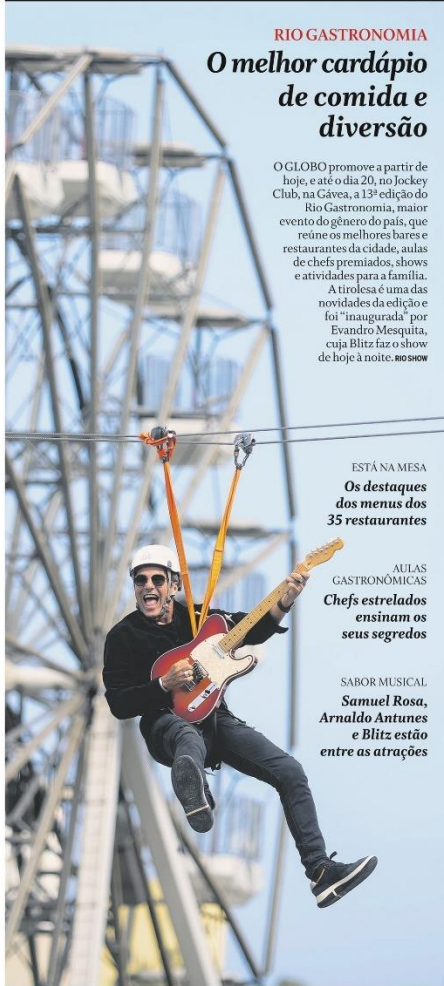 RIO GASTRONOMIA
O melhor cardápio
de comida e
diversão
O GLOBO promove a partir de
hoje, e até o dia 20, no Jockey
Club, na Gávea, a 13ª edição do
Rio Gastronomia, maior
evento do gênero do país, que
reúne os melhores bares e
restaurantes da cidade, aulas
de chefs premiados, shows
e atividades para a família.
A tirolesa é uma das
novidades da edição e
foi “inaugurada” por
Evandro Mesquita,
cuja Blitz faz o show
de hoje à noite. RIO SHOW
ESTÁ NA MESA
Os destaques
dos menus dos
35 restaurantes
AULAS
GASTRONÔMICAS
Chefs estrelados
ensinam os
seus segredos
SABOR MUSICAL
Samuel Rosa,
Arnaldo Antunes
e Blitz estão
entre as atrações